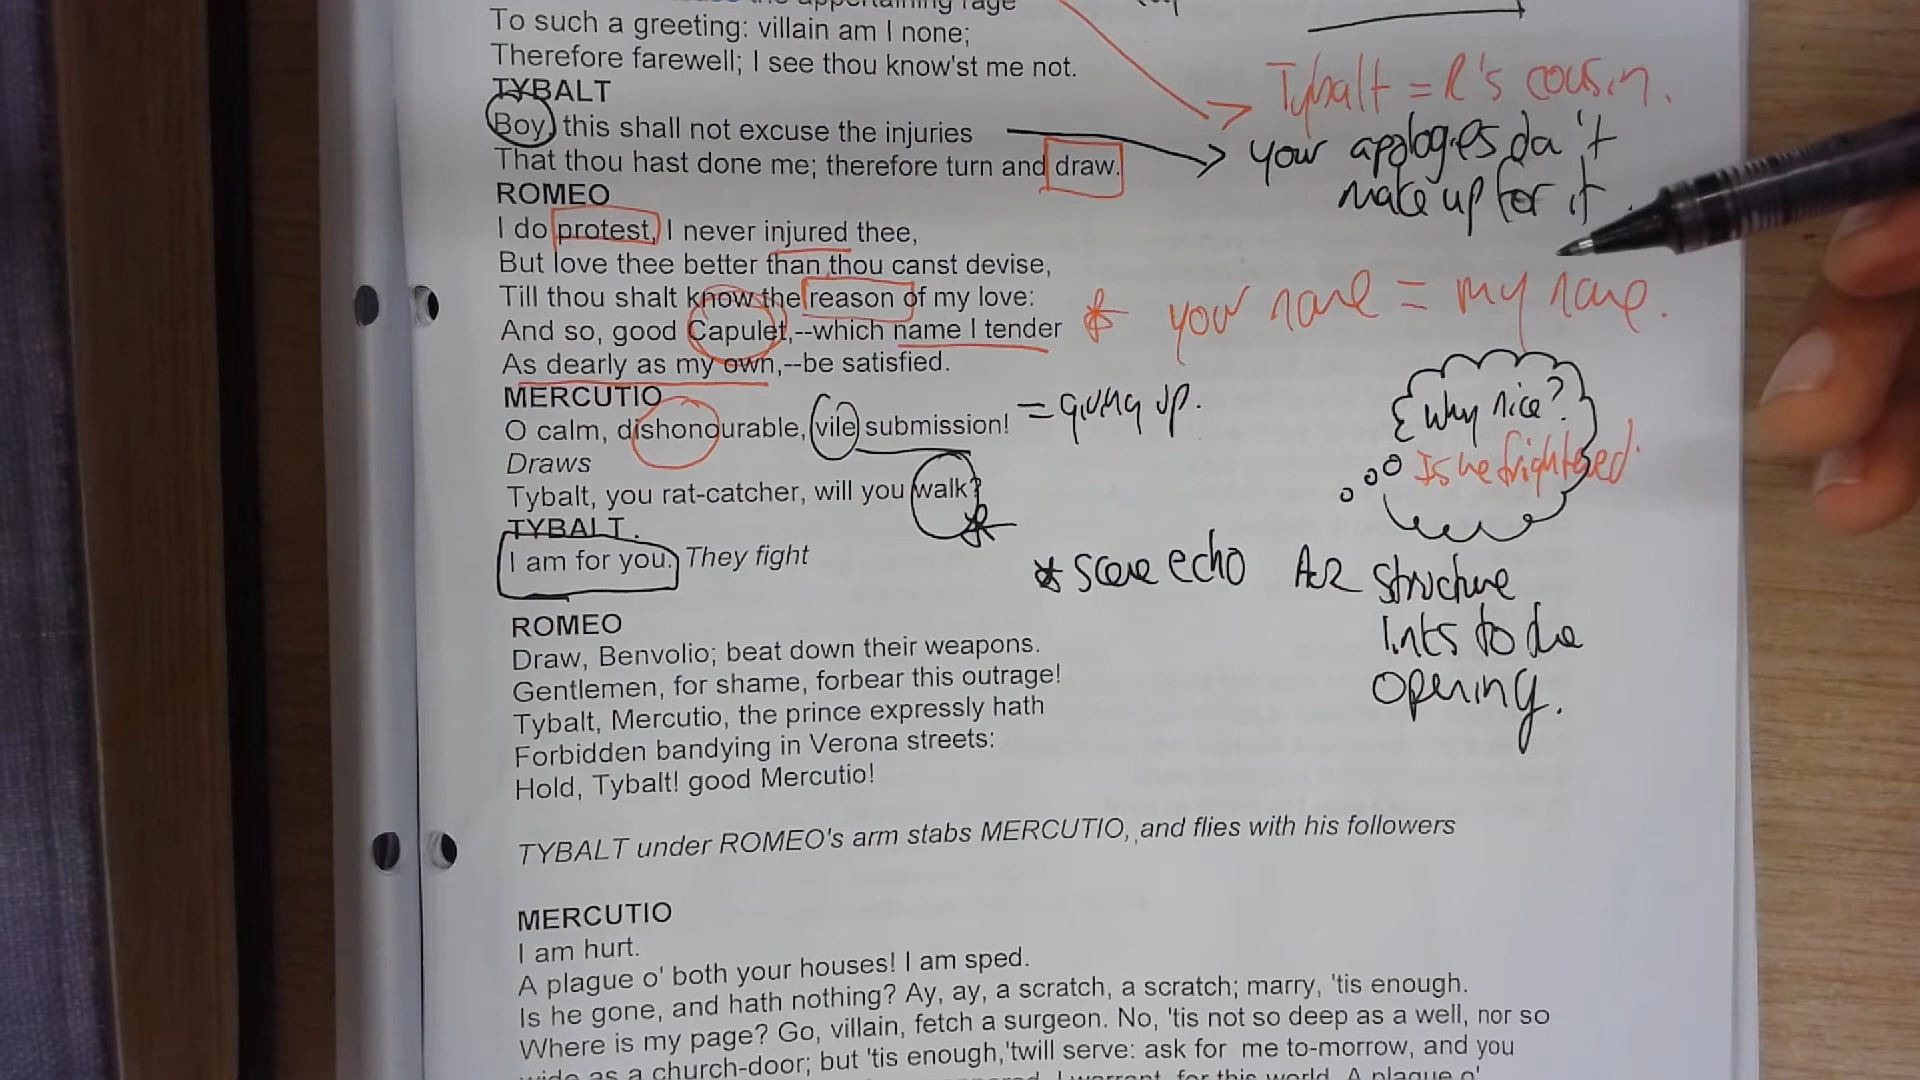 To such a greeting: villain am I none;
Therefore farewell; I see thou know'st me not.
TYBALT
Boy, this shall not excuse the injuries
That thou hast done me; therefore turn and draw.
ROMEO
I do protest, I never injured thee,
But love thee better than thou canst devise,
Till thou shalt know the reason of my love:
And so, good Capulet,--which name I tender
As dearly as my own,--be satisfied.
MERCUTIO
O calm, dishonourable, vile submission!
Draws
Tybalt, you rat-catcher, will you walk?
TYBALT
I am for you. They fight
ROMEO
Draw, Benvolio; beat down their weapons.
Gentlemen, for shame, forbear this outrage!
Tybalt, Mercutio, the prince expressly hath
Forbidden bandying in Verona streets:
Hold, Tybalt! good Mercutio!
TYBALT under ROMEO's arm stabs MERCUTIO, and flies with his followers
MERCUTIO
I am hurt.
A plague o' both your houses! I am sped.
Is he gone, and hath nothing? Ay, ay, a scratch, a scratch; marry, 'tis enough.
Where is my page? Go, villain, fetch a surgeon. No, 'tis not so deep as a well, nor so
wide as a church-door; but 'tis enough,'twill serve: ask for me to-morrow, and you
Tybalt = R's cousin.
your apologies don't
make up for it.
* your name = my name.
= giving up.
why nice?
Is he frightened
* scene echo
structure
links to the
opening.